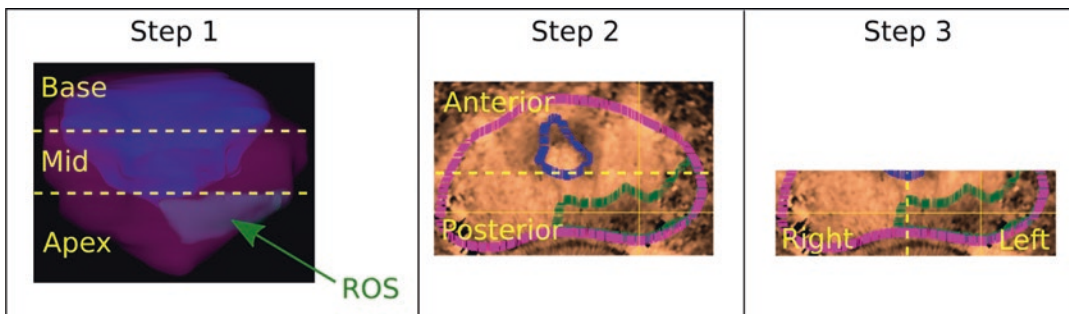 Step 1
Base
Mid
Apex
ROS
Step 2
Anterior
Posterior
Step 3
Right
Left